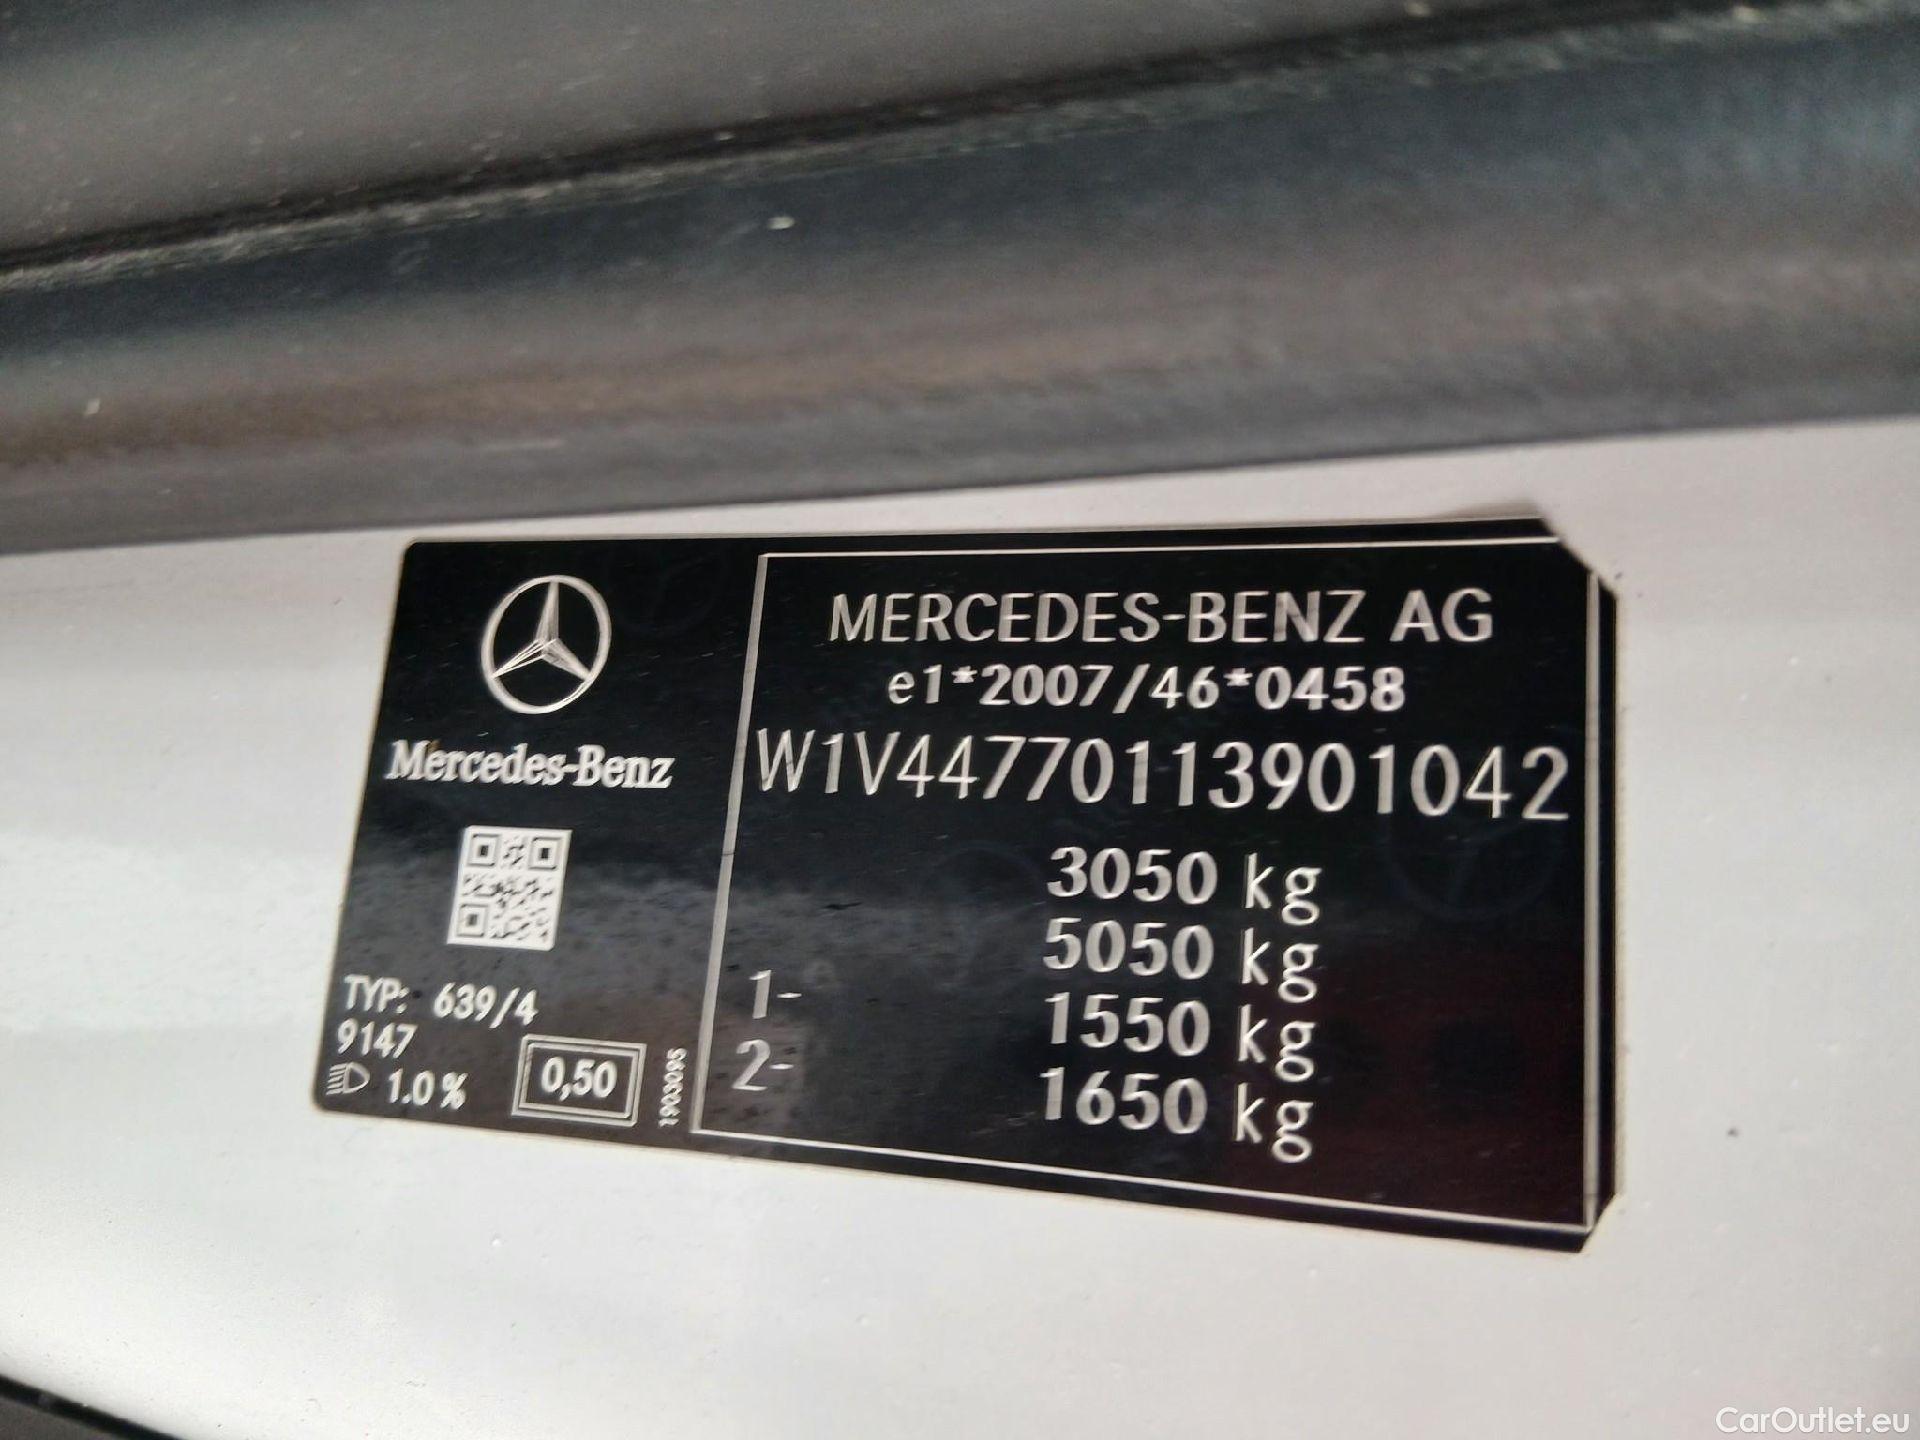 Mercedes-Benz
TYP: 639/4
9147
1.0 %
0,50
1903095
MERCEDES-BENZ AG
e1*2007/46*0458
W1V44770113901042
3050 kg
5050 kg
1- 1550 kg
2- 1650 kg
CarOutlet.eu